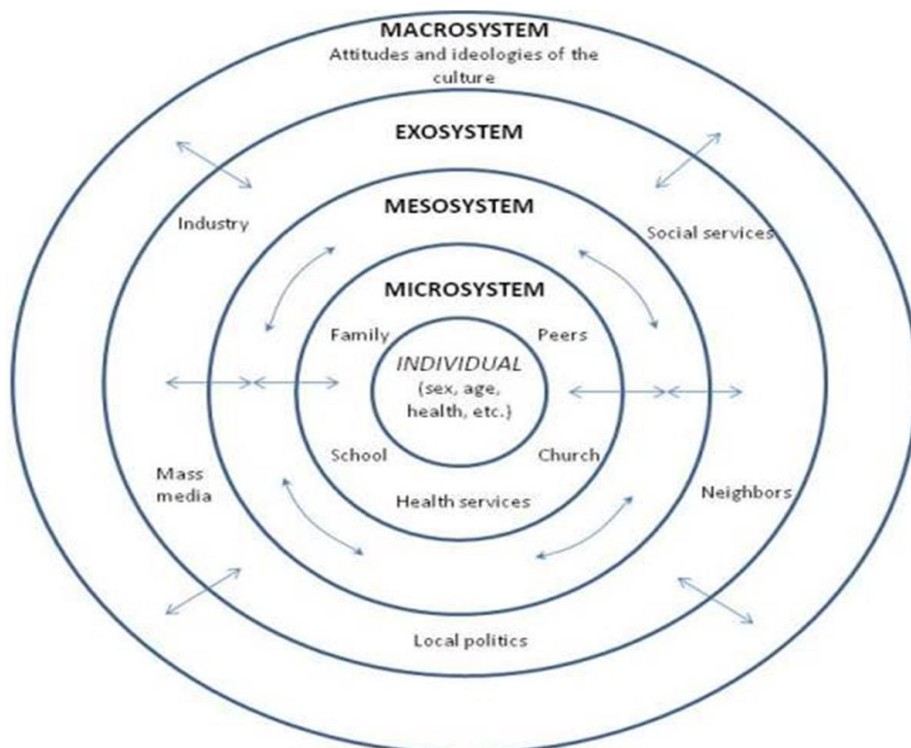 MACROSYSTEM
Attitudes and ideologies of the
culture
EXOSYSTEM
Industry
Social services
MESOSYSTEM
MICROSYSTEM
Family
Peers
INDIVIDUAL
(sex, age,
health, etc.)
School
Church
Health services
Mass
media
Neighbors
Local politics